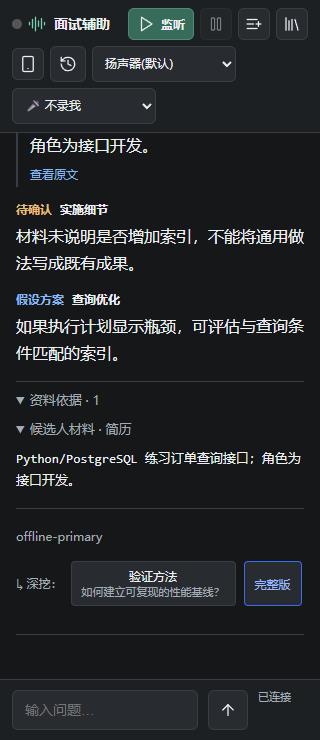 面试辅助
监听
扬声器(默认)
不录我
角色为接口开发。
查看原文
待确认 实施细节
材料未说明是否增加索引，不能将通用做
法写成既有成果。
假设方案 查询优化
如果执行计划显示瓶颈，可评估与查询条
件匹配的索引。
▼ 资料依据 · 1
▼ 候选人材料 · 简历
Python/PostgreSQL 练习订单查询接口；角色为
接口开发。
offline-primary
↳ 深挖：
验证方法
如何建立可复现的性能基线？
完整版
输入问题...
已连接